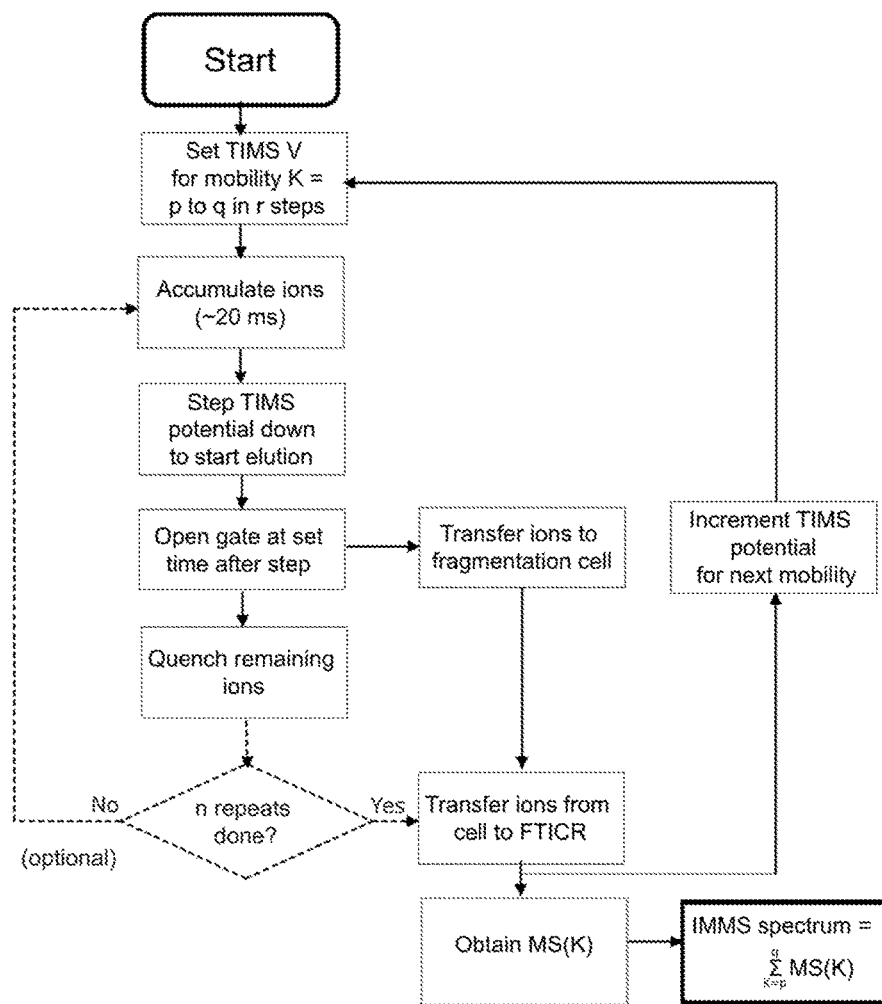 Start
Set TIMS V
for mobility K =
p to q in r steps
Accumulate ions
(~20 ms)
Step TIMS
potential down
to start elution
Open gate at set
time after step
Transfer ions to
fragmentation cell
Increment TIMS
potential
for next mobility
Quench remaining
ions
No
(optional)
n repeats
done?
Yes
Transfer ions from
cell to FTICR
Obtain MS(K)
IMMS spectrum =
q
Σ MS(K)
K=p